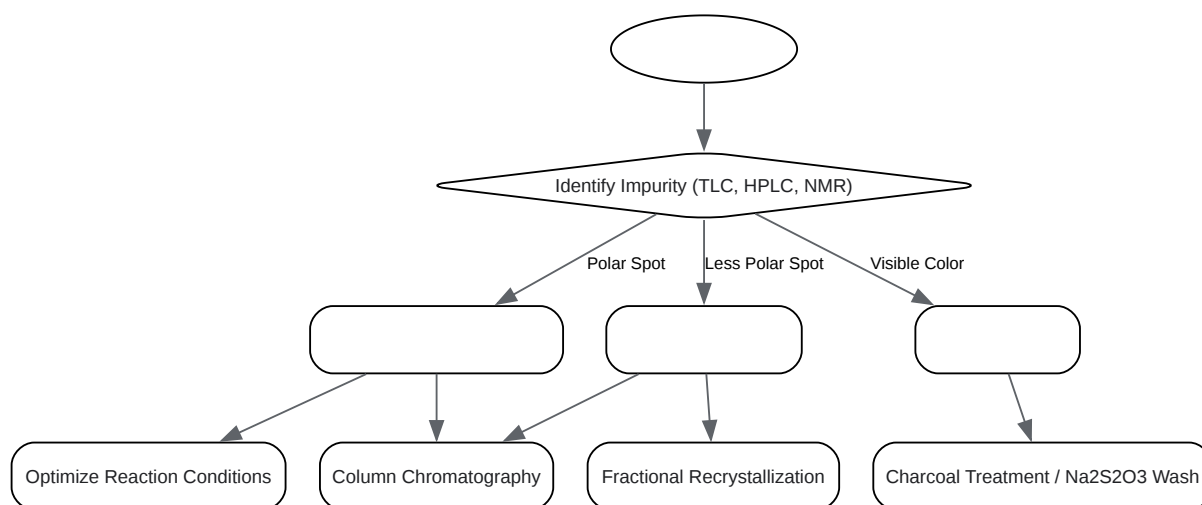 Identify Impurity (TLC, HPLC, NMR)
Polar Spot
Less Polar Spot
Visible Color
Optimize Reaction Conditions
Column Chromatography
Fractional Recrystallization
Charcoal Treatment / Na2S2O3 Wash